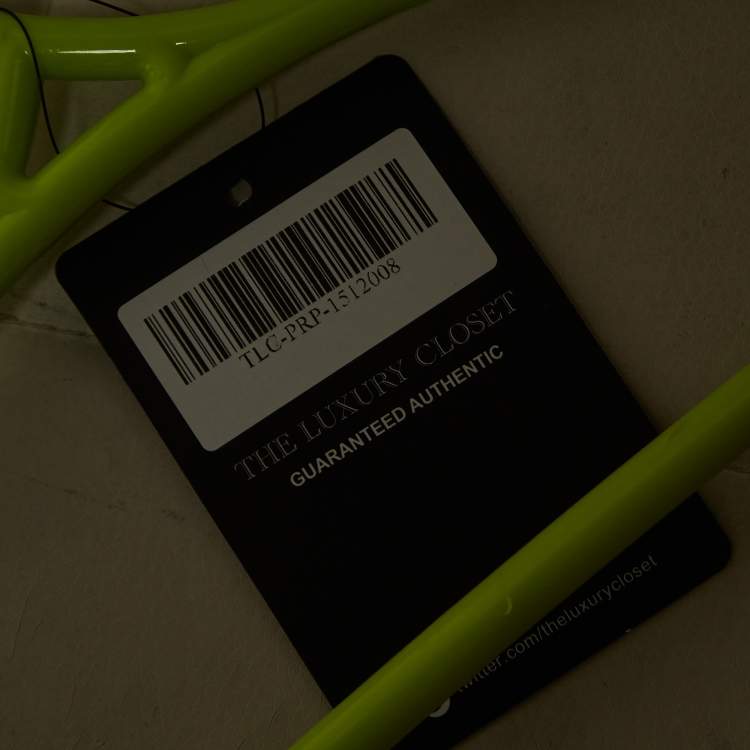 TLC-PRP-1512008
THE LUXURY CLOSET
GUARANTEED AUTHENTIC
twitter.com/theluxurycloset